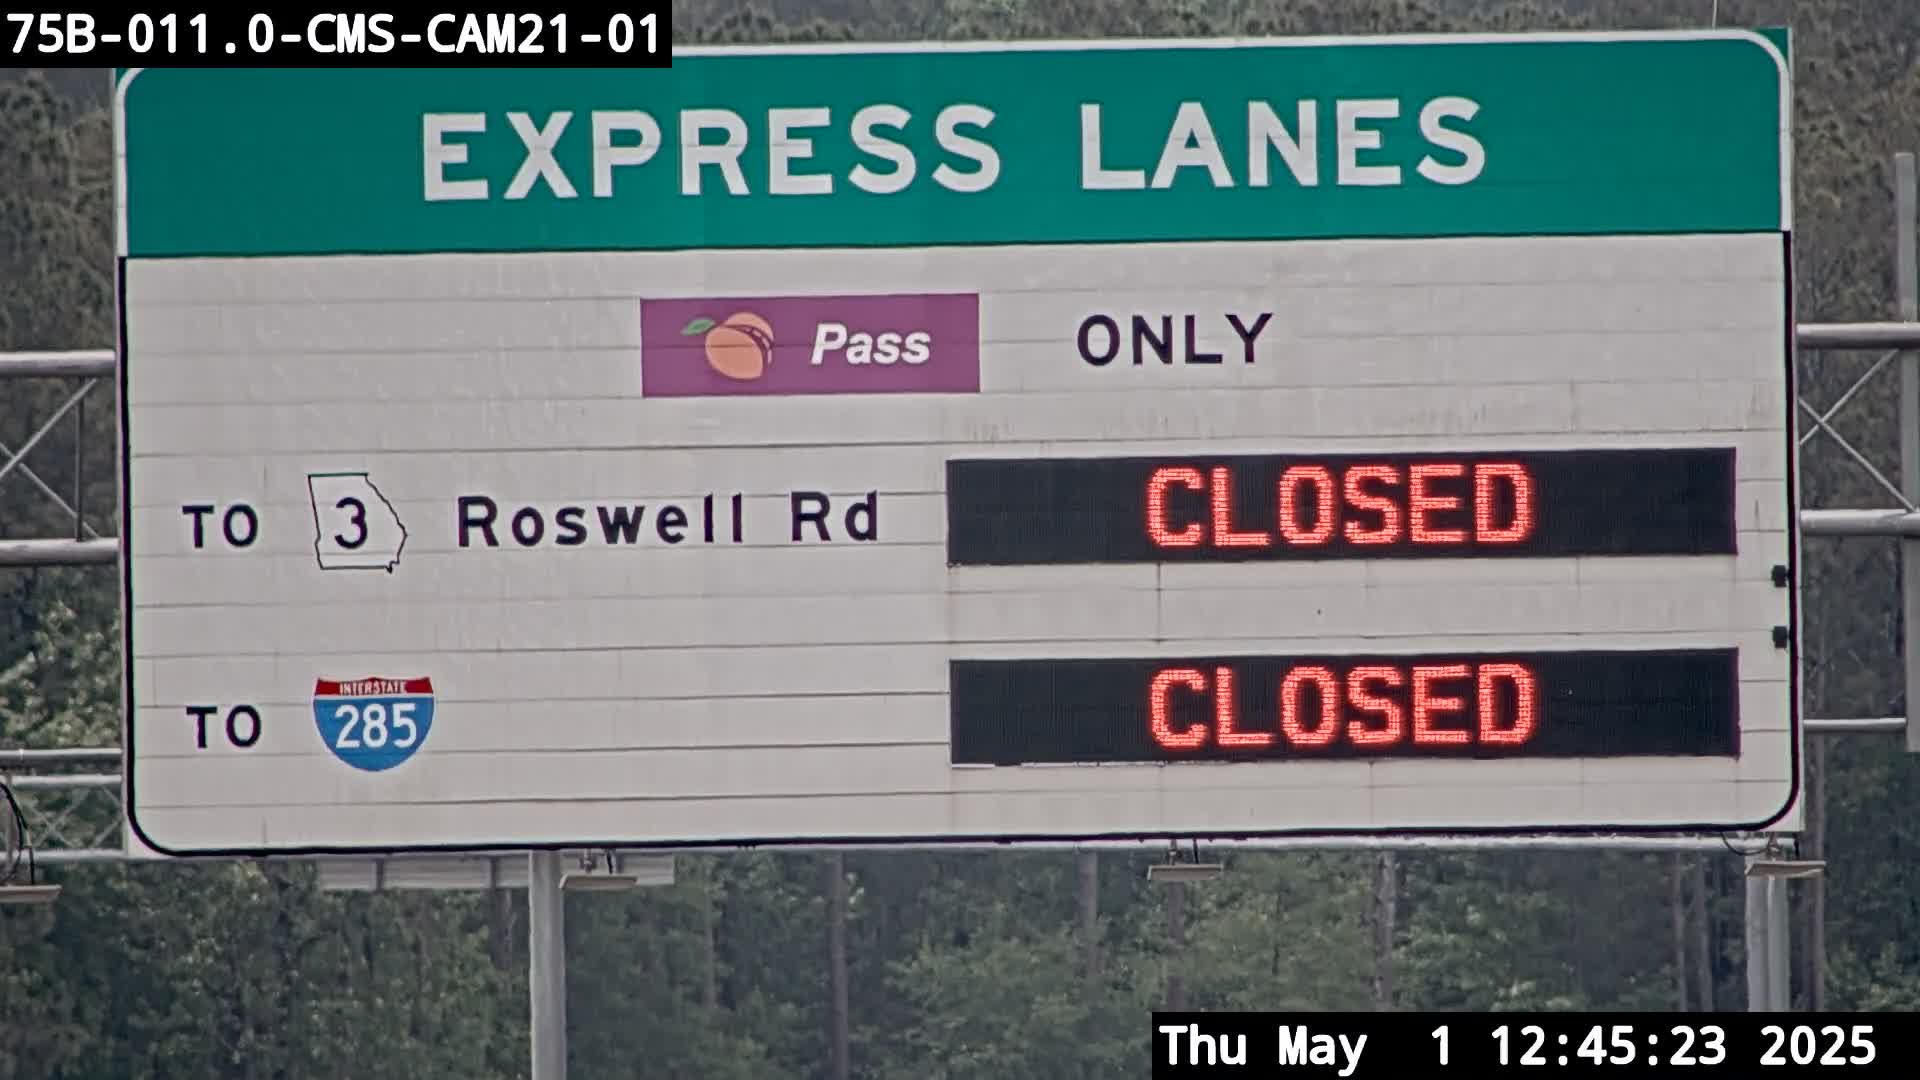 75B-011.0-CMS-CAM21-01
EXPRESS LANES
Pass ONLY
TO 3 Roswell Rd CLOSED
TO INTERSTATE 285 CLOSED
Thu May 1 12:45:23 2025